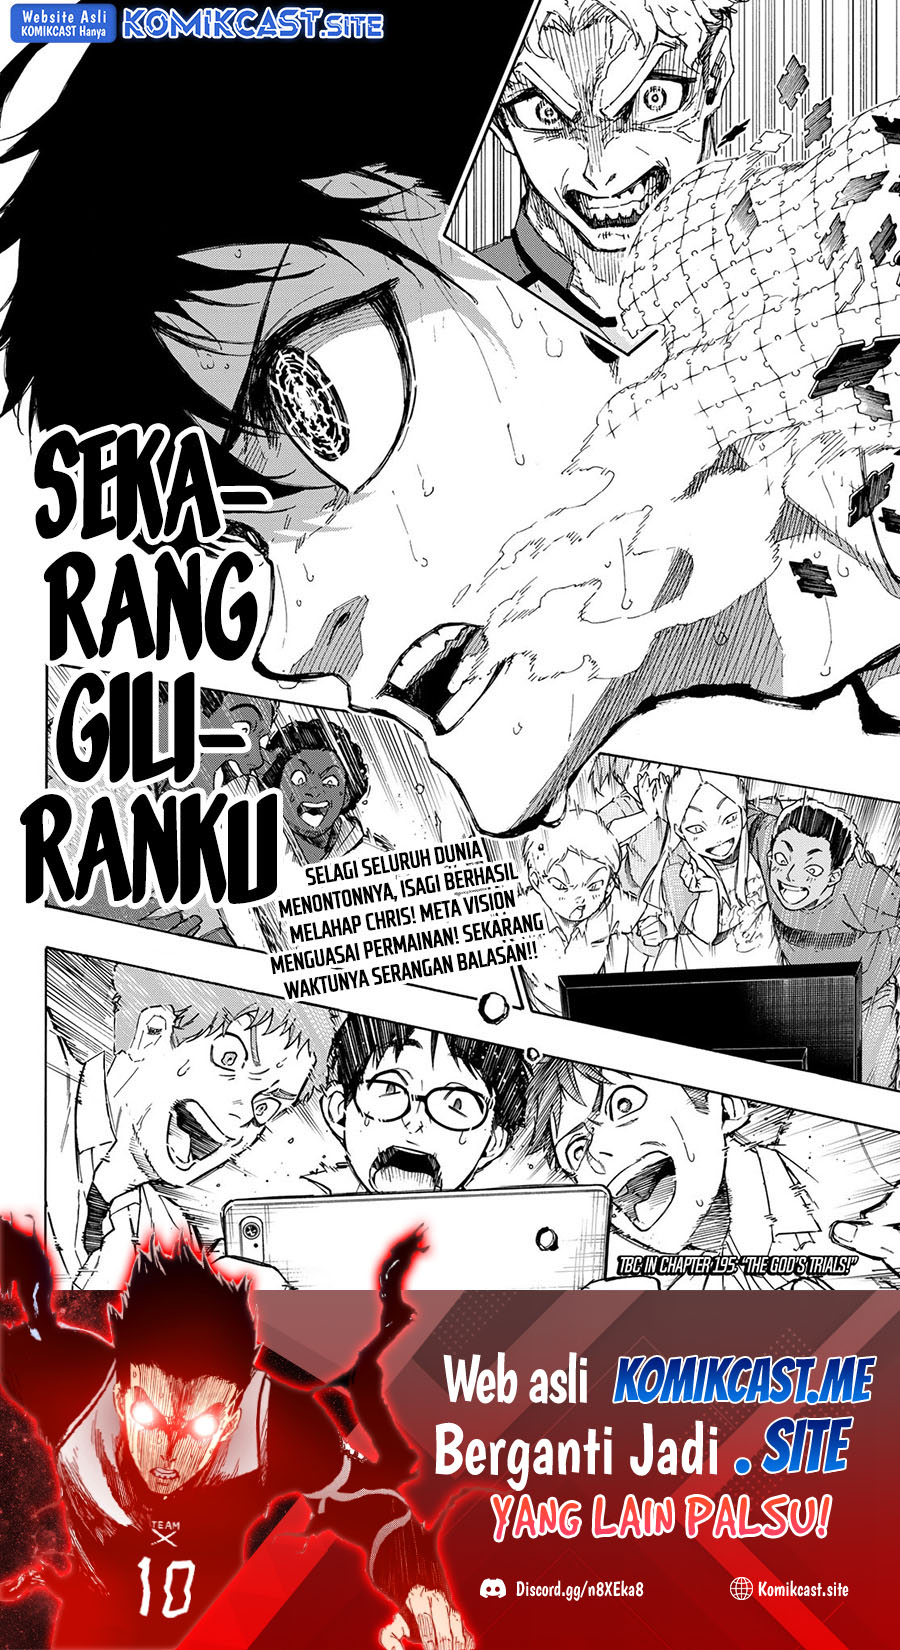 Website Asli
KOMIKCAST Hanya
KOMIKCAST.SITE
SEKA-
RANG
GILI-
RANKU
SELAGI SELURUH DUNIA
MENONTONNYA, ISAGI BERHASIL
MELAHAP CHRIS! META VISION
MENGUASAI PERMAINAN! SEKARANG
WAKTUNYA SERANGAN BALASAN!!
TBC IN CHAPTER 195: "THE GOD'S TRIALS!"
Web asli KOMIKCAST.ME
Berganti Jadi .SITE
YANG LAIN PALSU!
TEAM
X
10
Discord.gg/n8XEka8
Komikcast.site